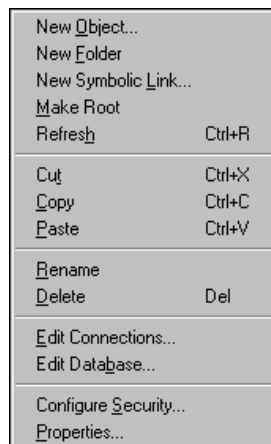 New Object...
New Folder
New Symbolic Link...
Make Root
Refresh Ctrl+R
Cut Ctrl+X
Copy Ctrl+C
Paste Ctrl+V
Rename
Delete Del
Edit Connections...
Edit Database...
Configure Security...
Properties...